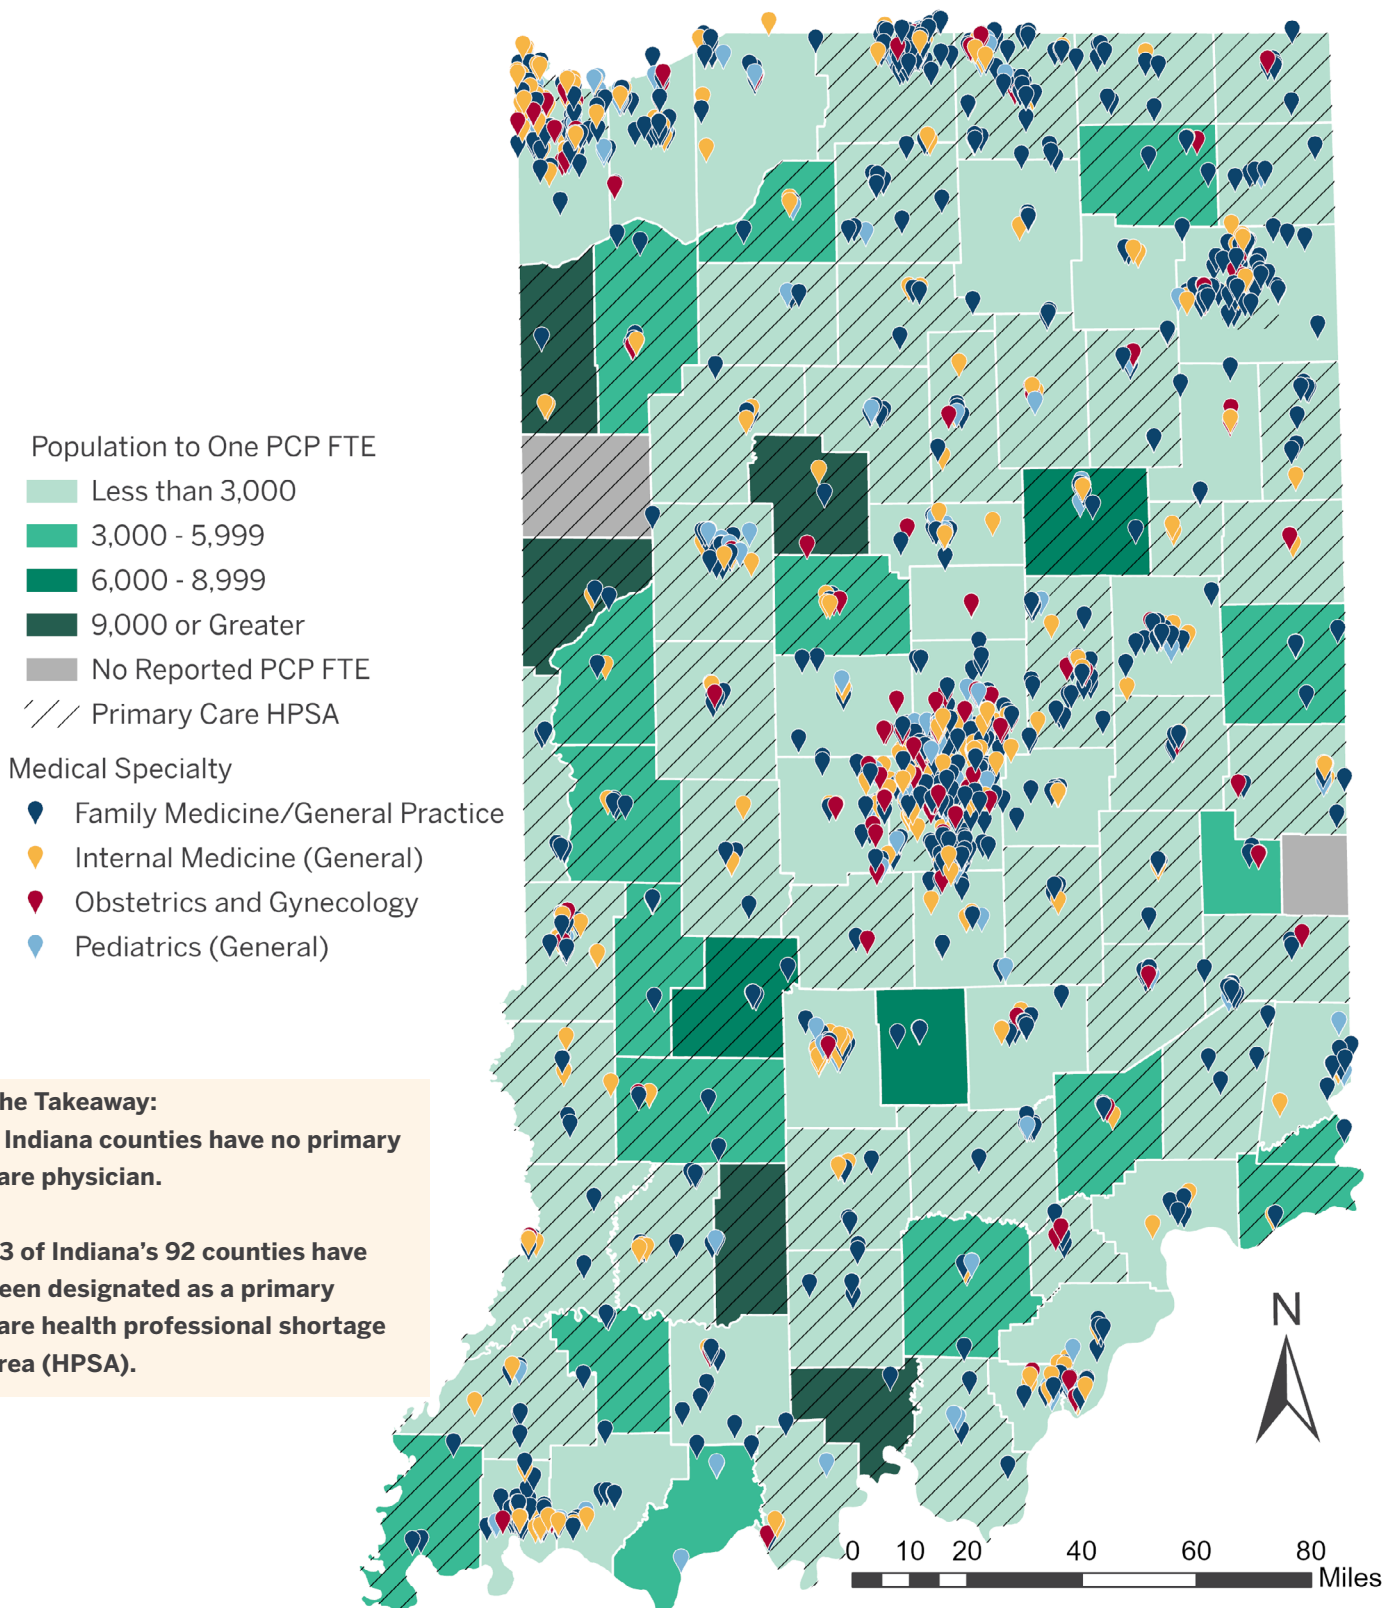 Population to One PCP FTE
Less than 3,000
3,000 - 5,999
6,000 - 8,999
9,000 or Greater
No Reported PCP FTE
Primary Care HPSA
Medical Specialty
Family Medicine/General Practice
Internal Medicine (General)
Obstetrics and Gynecology
Pediatrics (General)
he Takeaway:
Indiana counties have no primary
are physician.
3 of Indiana's 92 counties have
een designated as a primary
are health professional shortage
rea (HPSA).
N
0 10 20 40 60 80
Miles